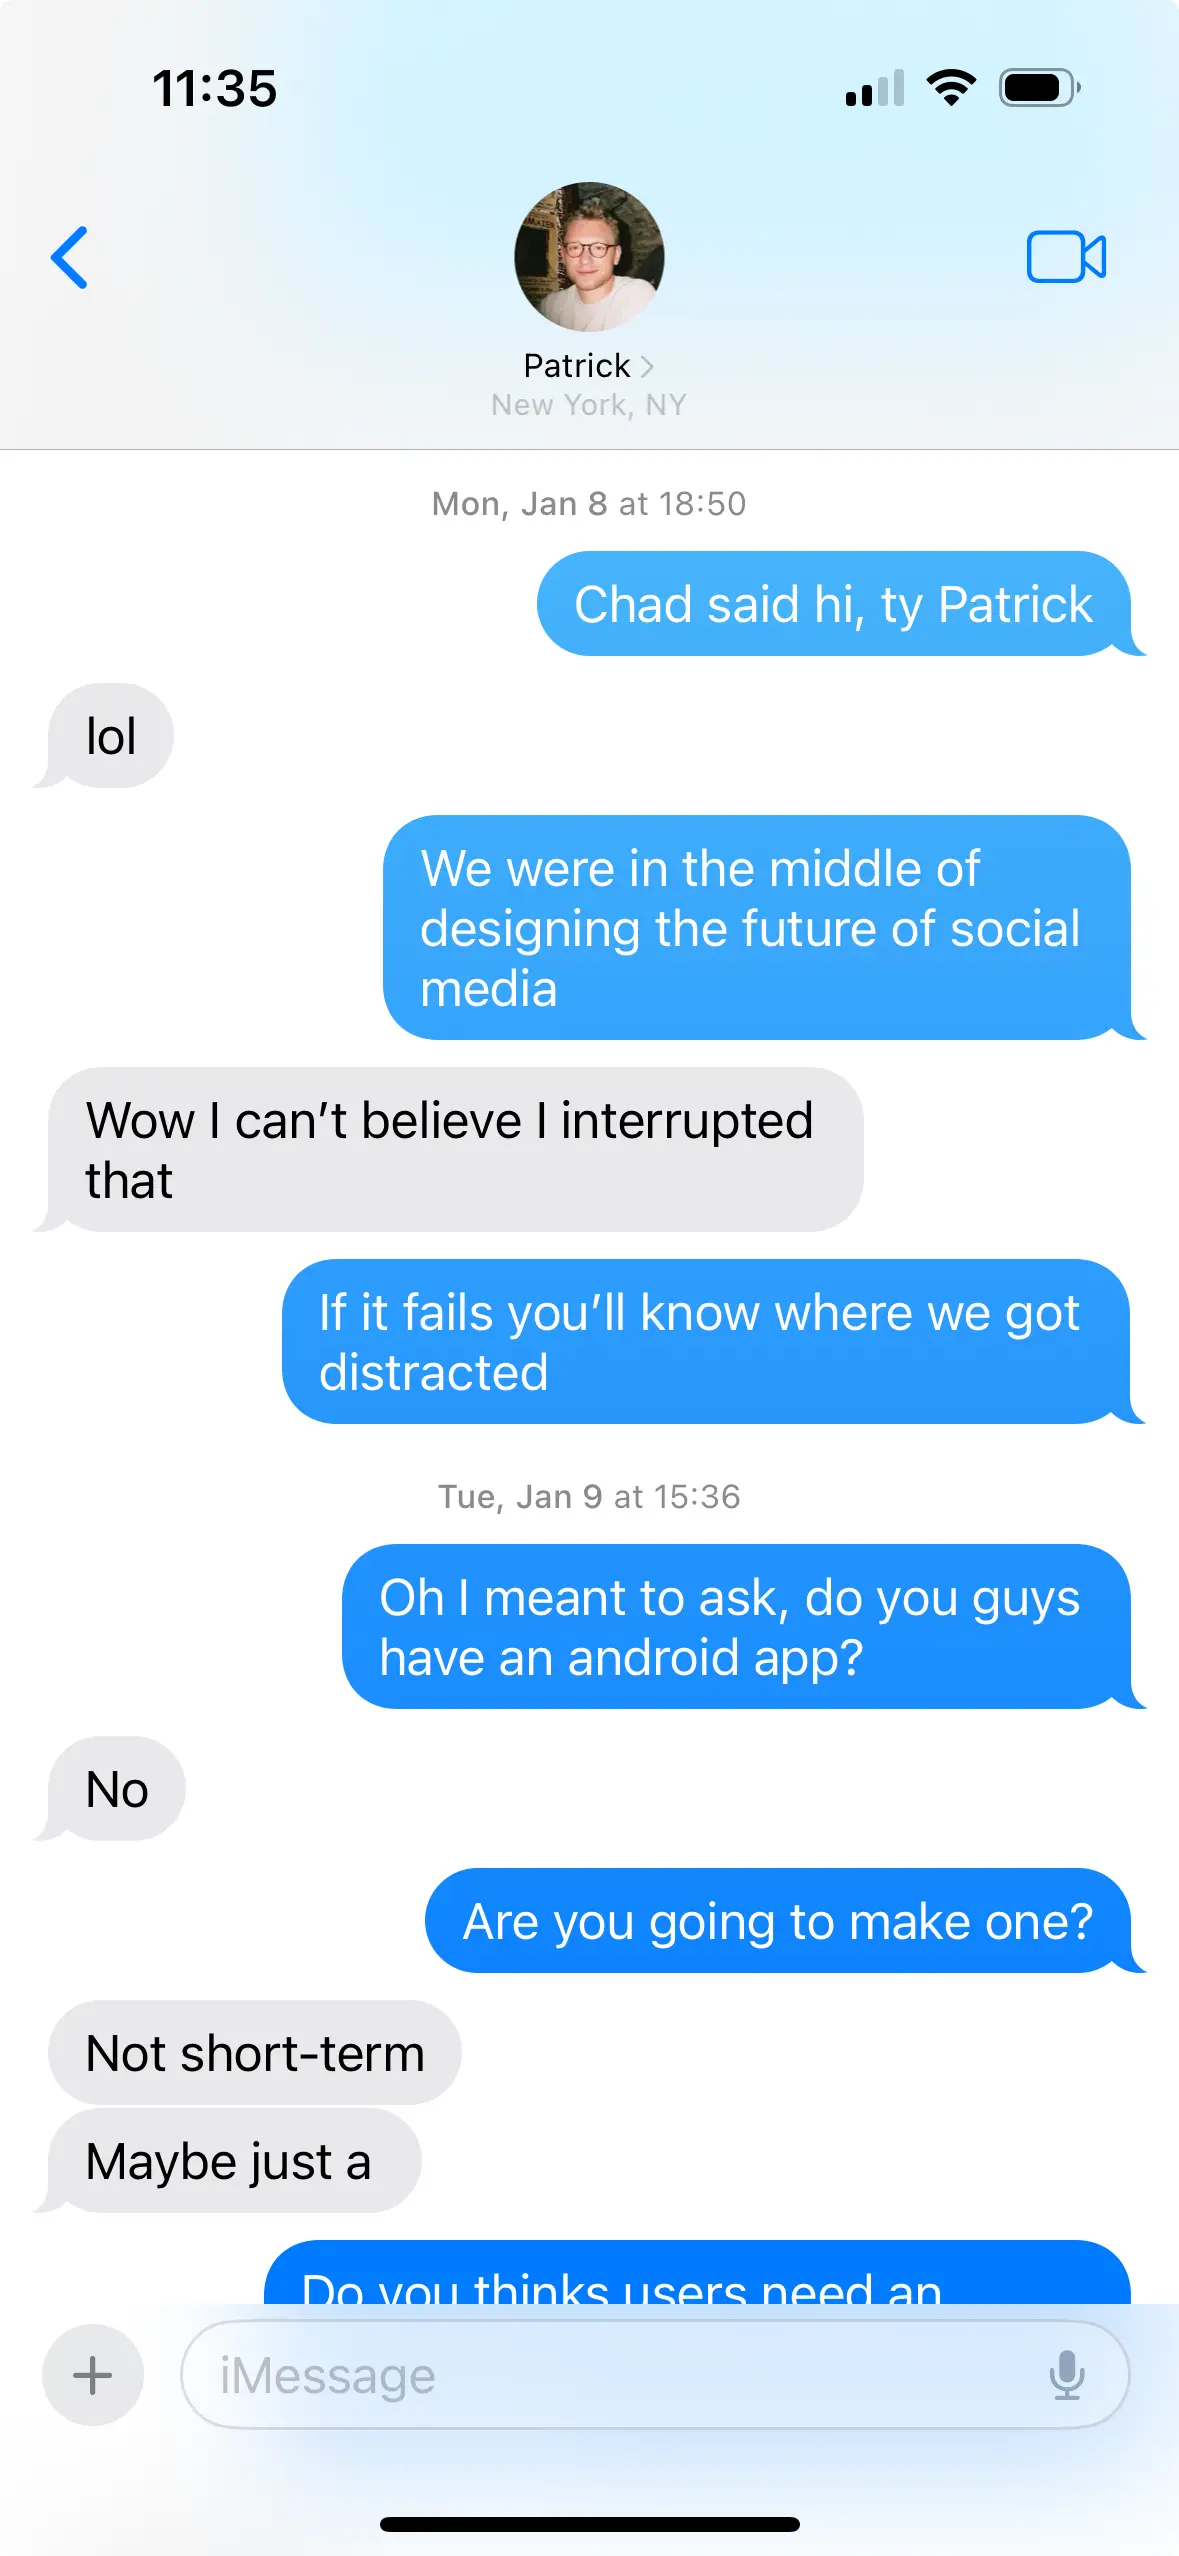 11:35
Patrick
New York, NY
Mon, Jan 8 at 18:50
Chad said hi, ty Patrick
lol
We were in the middle of
designing the future of social
media
Wow I can’t believe I interrupted
that
If it fails you’ll know where we got
distracted
Tue, Jan 9 at 15:36
Oh I meant to ask, do you guys
have an android app?
No
Are you going to make one?
Not short-term
Maybe just a
Do you thinks users need an
iMessage